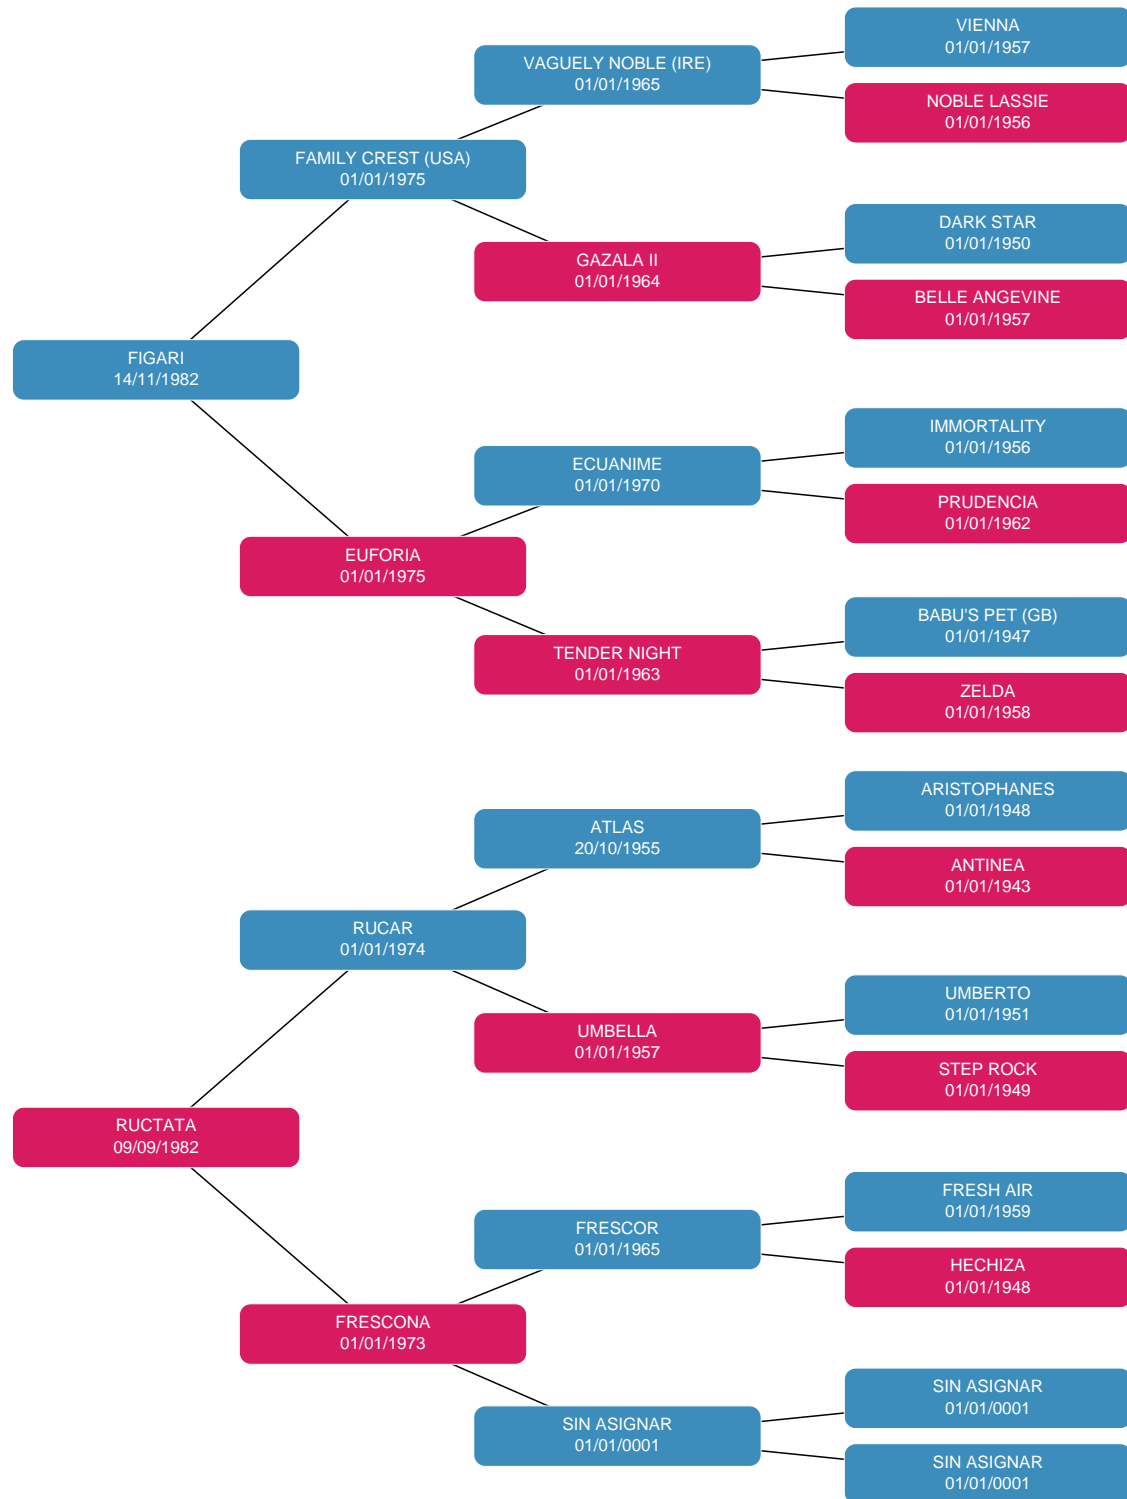 VIENNA
01/01/1957
VAGUELY NOBLE (IRE)
01/01/1965
NOBLE LASSIE
01/01/1956
FAMILY CREST (USA)
01/01/1975
DARK STAR
01/01/1950
GAZALA II
01/01/1964
BELLE ANGEVINE
01/01/1957
FIGARI
14/11/1982
IMMORTALITY
01/01/1956
ECUANIME
01/01/1970
PRUDENCIA
01/01/1962
EUFORIA
01/01/1975
BABU'S PET (GB)
01/01/1947
TENDER NIGHT
01/01/1963
ZELDA
01/01/1958
ARISTOPHANES
01/01/1948
ATLAS
20/10/1955
ANTINEA
01/01/1943
RUCAR
01/01/1974
UMBERTO
01/01/1951
UMBELLA
01/01/1957
STEP ROCK
01/01/1949
RUCTATA
09/09/1982
FRESH AIR
01/01/1959
FRESCOR
01/01/1965
HECHIZA
01/01/1948
FRESCONA
01/01/1973
SIN ASIGNAR
01/01/0001
SIN ASIGNAR
01/01/0001
SIN ASIGNAR
01/01/0001